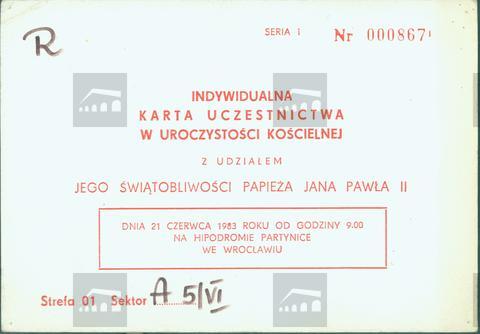 R
SERIA I Nr 000867
INDYWIDUALNA
KARTA UCZESTNICTWA
W UROCZYSTOŚCI KOŚCIELNEJ
Z UDZIAŁEM
JEGO ŚWIĄTOBLIWOŚCI PAPIEŻA JANA PAWŁA II
DNIA 21 CZERWCA 1983 ROKU OD GODZINY 9.00
NA HIPODROMIE PARTYNICE
WE WROCŁAWIU
Strefa 01 Sektor A 5/VI